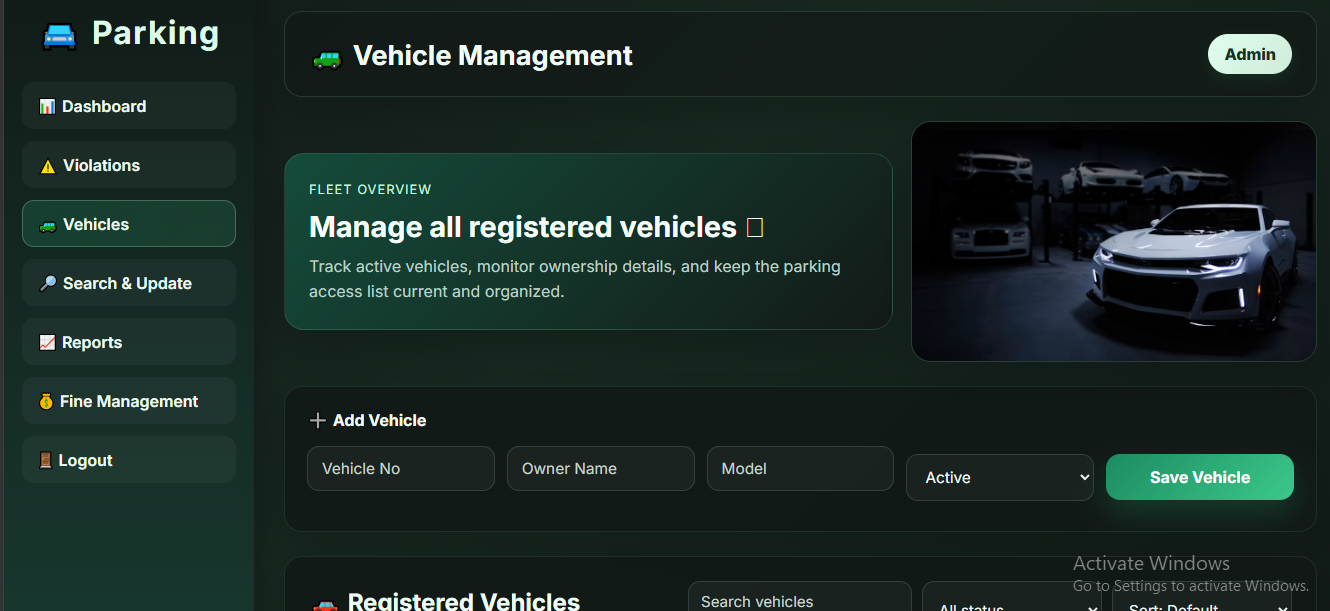 Parking
Dashboard
Violations
Vehicles
Search & Update
Reports
Fine Management
Logout
Vehicle Management
Admin
FLEET OVERVIEW
Manage all registered vehicles
Track active vehicles, monitor ownership details, and keep the parking
access list current and organized.
Add Vehicle
Vehicle No
Owner Name
Model
Active
Save Vehicle
Registered Vehicles
Search vehicles
All status
Sort: Default
Activate Windows
Go to Settings to activate Windows.